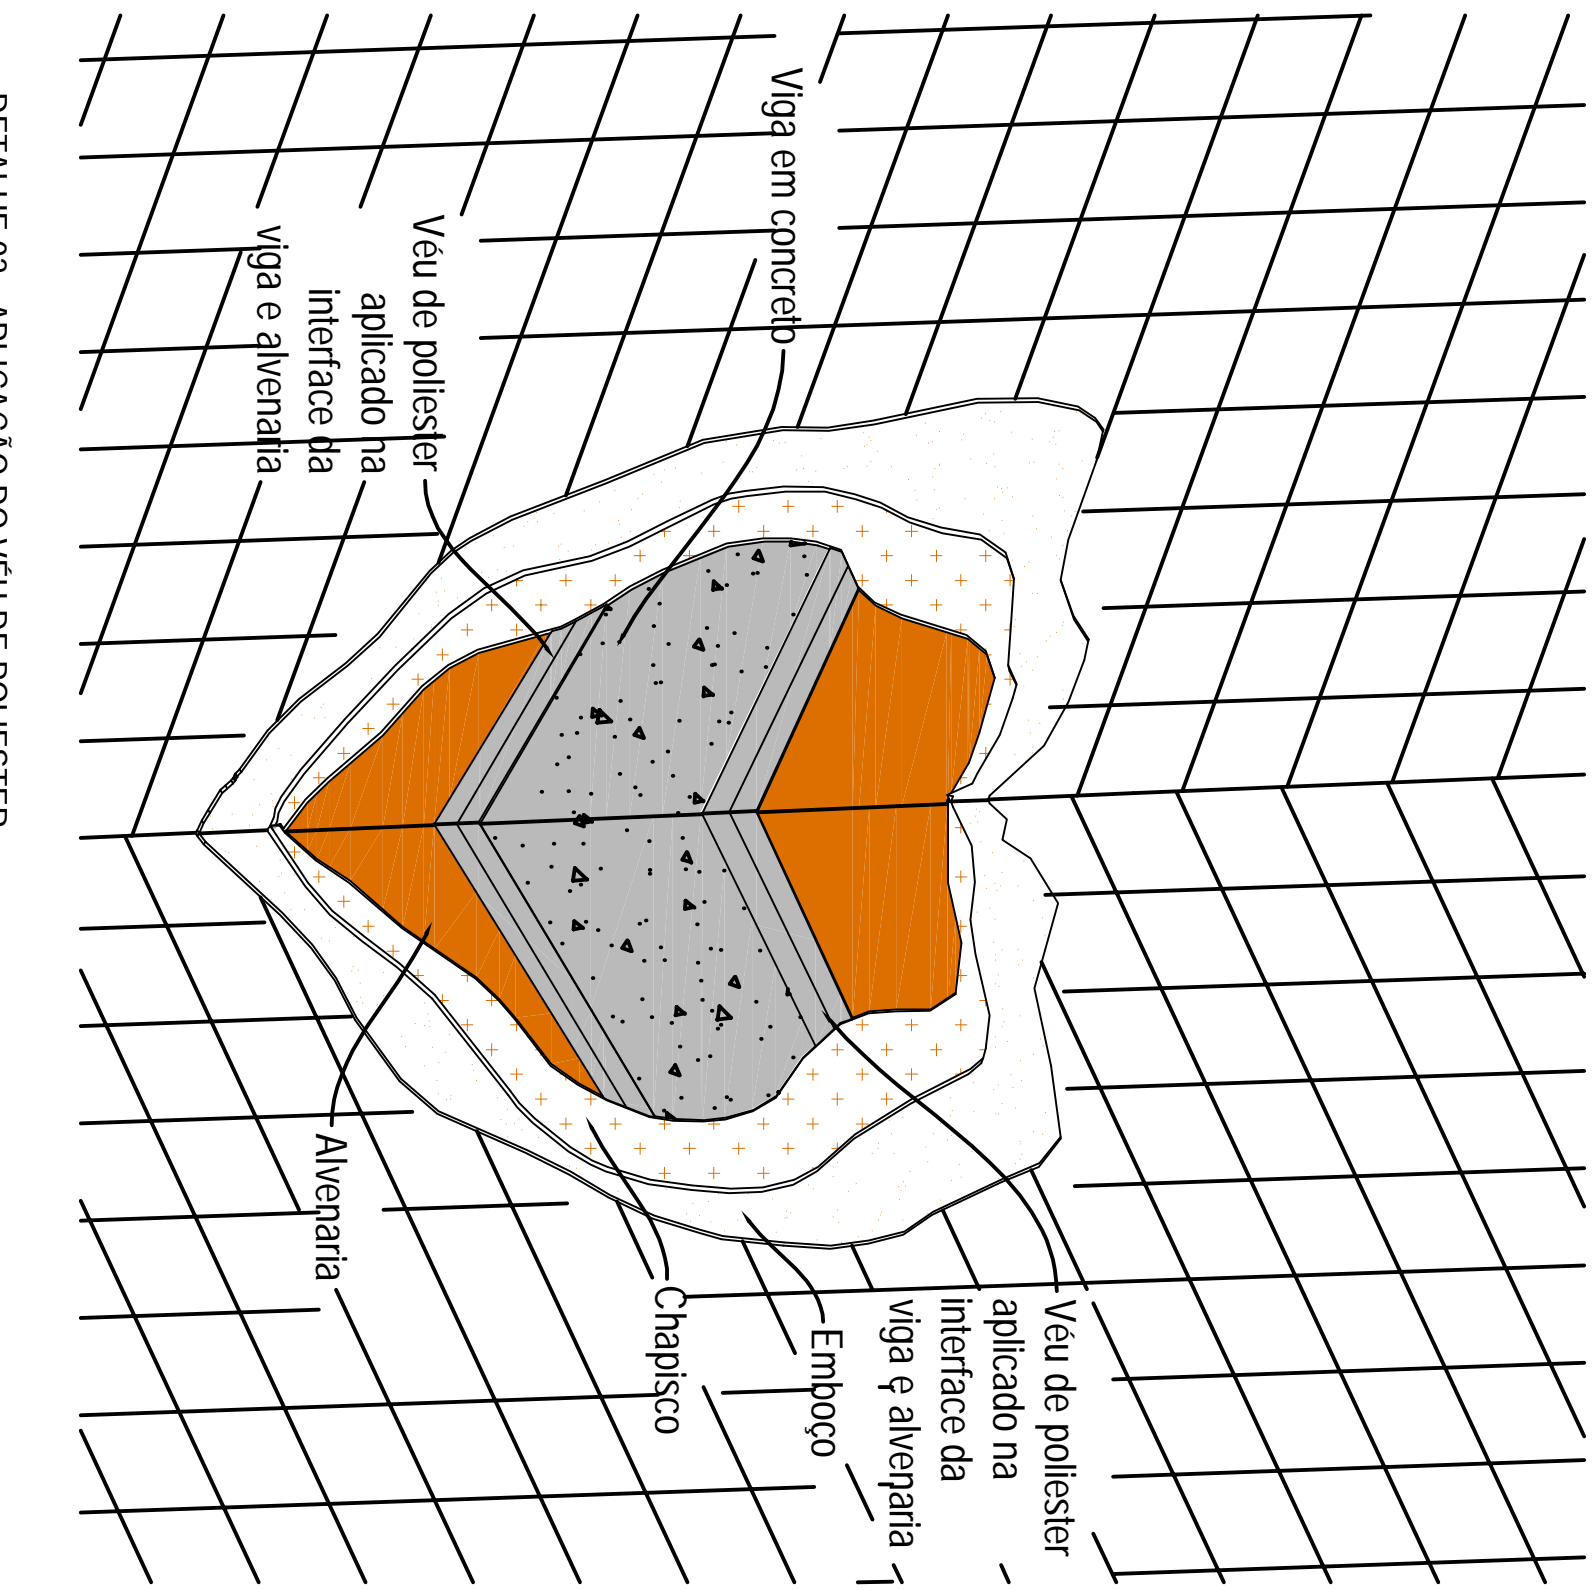 Véu de poliester
aplicado na
interface da
viga e alvenaria
Viga em concreto
Véu de poliester
aplicado na
interface da
viga e alvenaria
Emboço
Chapisco
Alvenaria